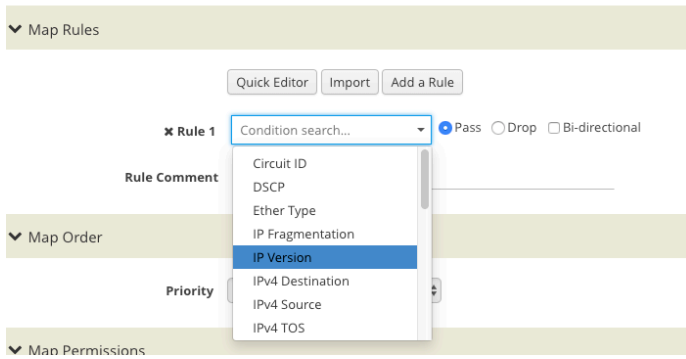 Map Rules
Quick Editor Import Add a Rule
✖ Rule 1 Condition search... Pass Drop Bi-directional
Circuit ID
Rule Comment
DSCP
Ether Type
IP Fragmentation
Map Order
IP Version
IPv4 Destination
Priority
IPv4 Source
IPv4 TOS
Map Permissions